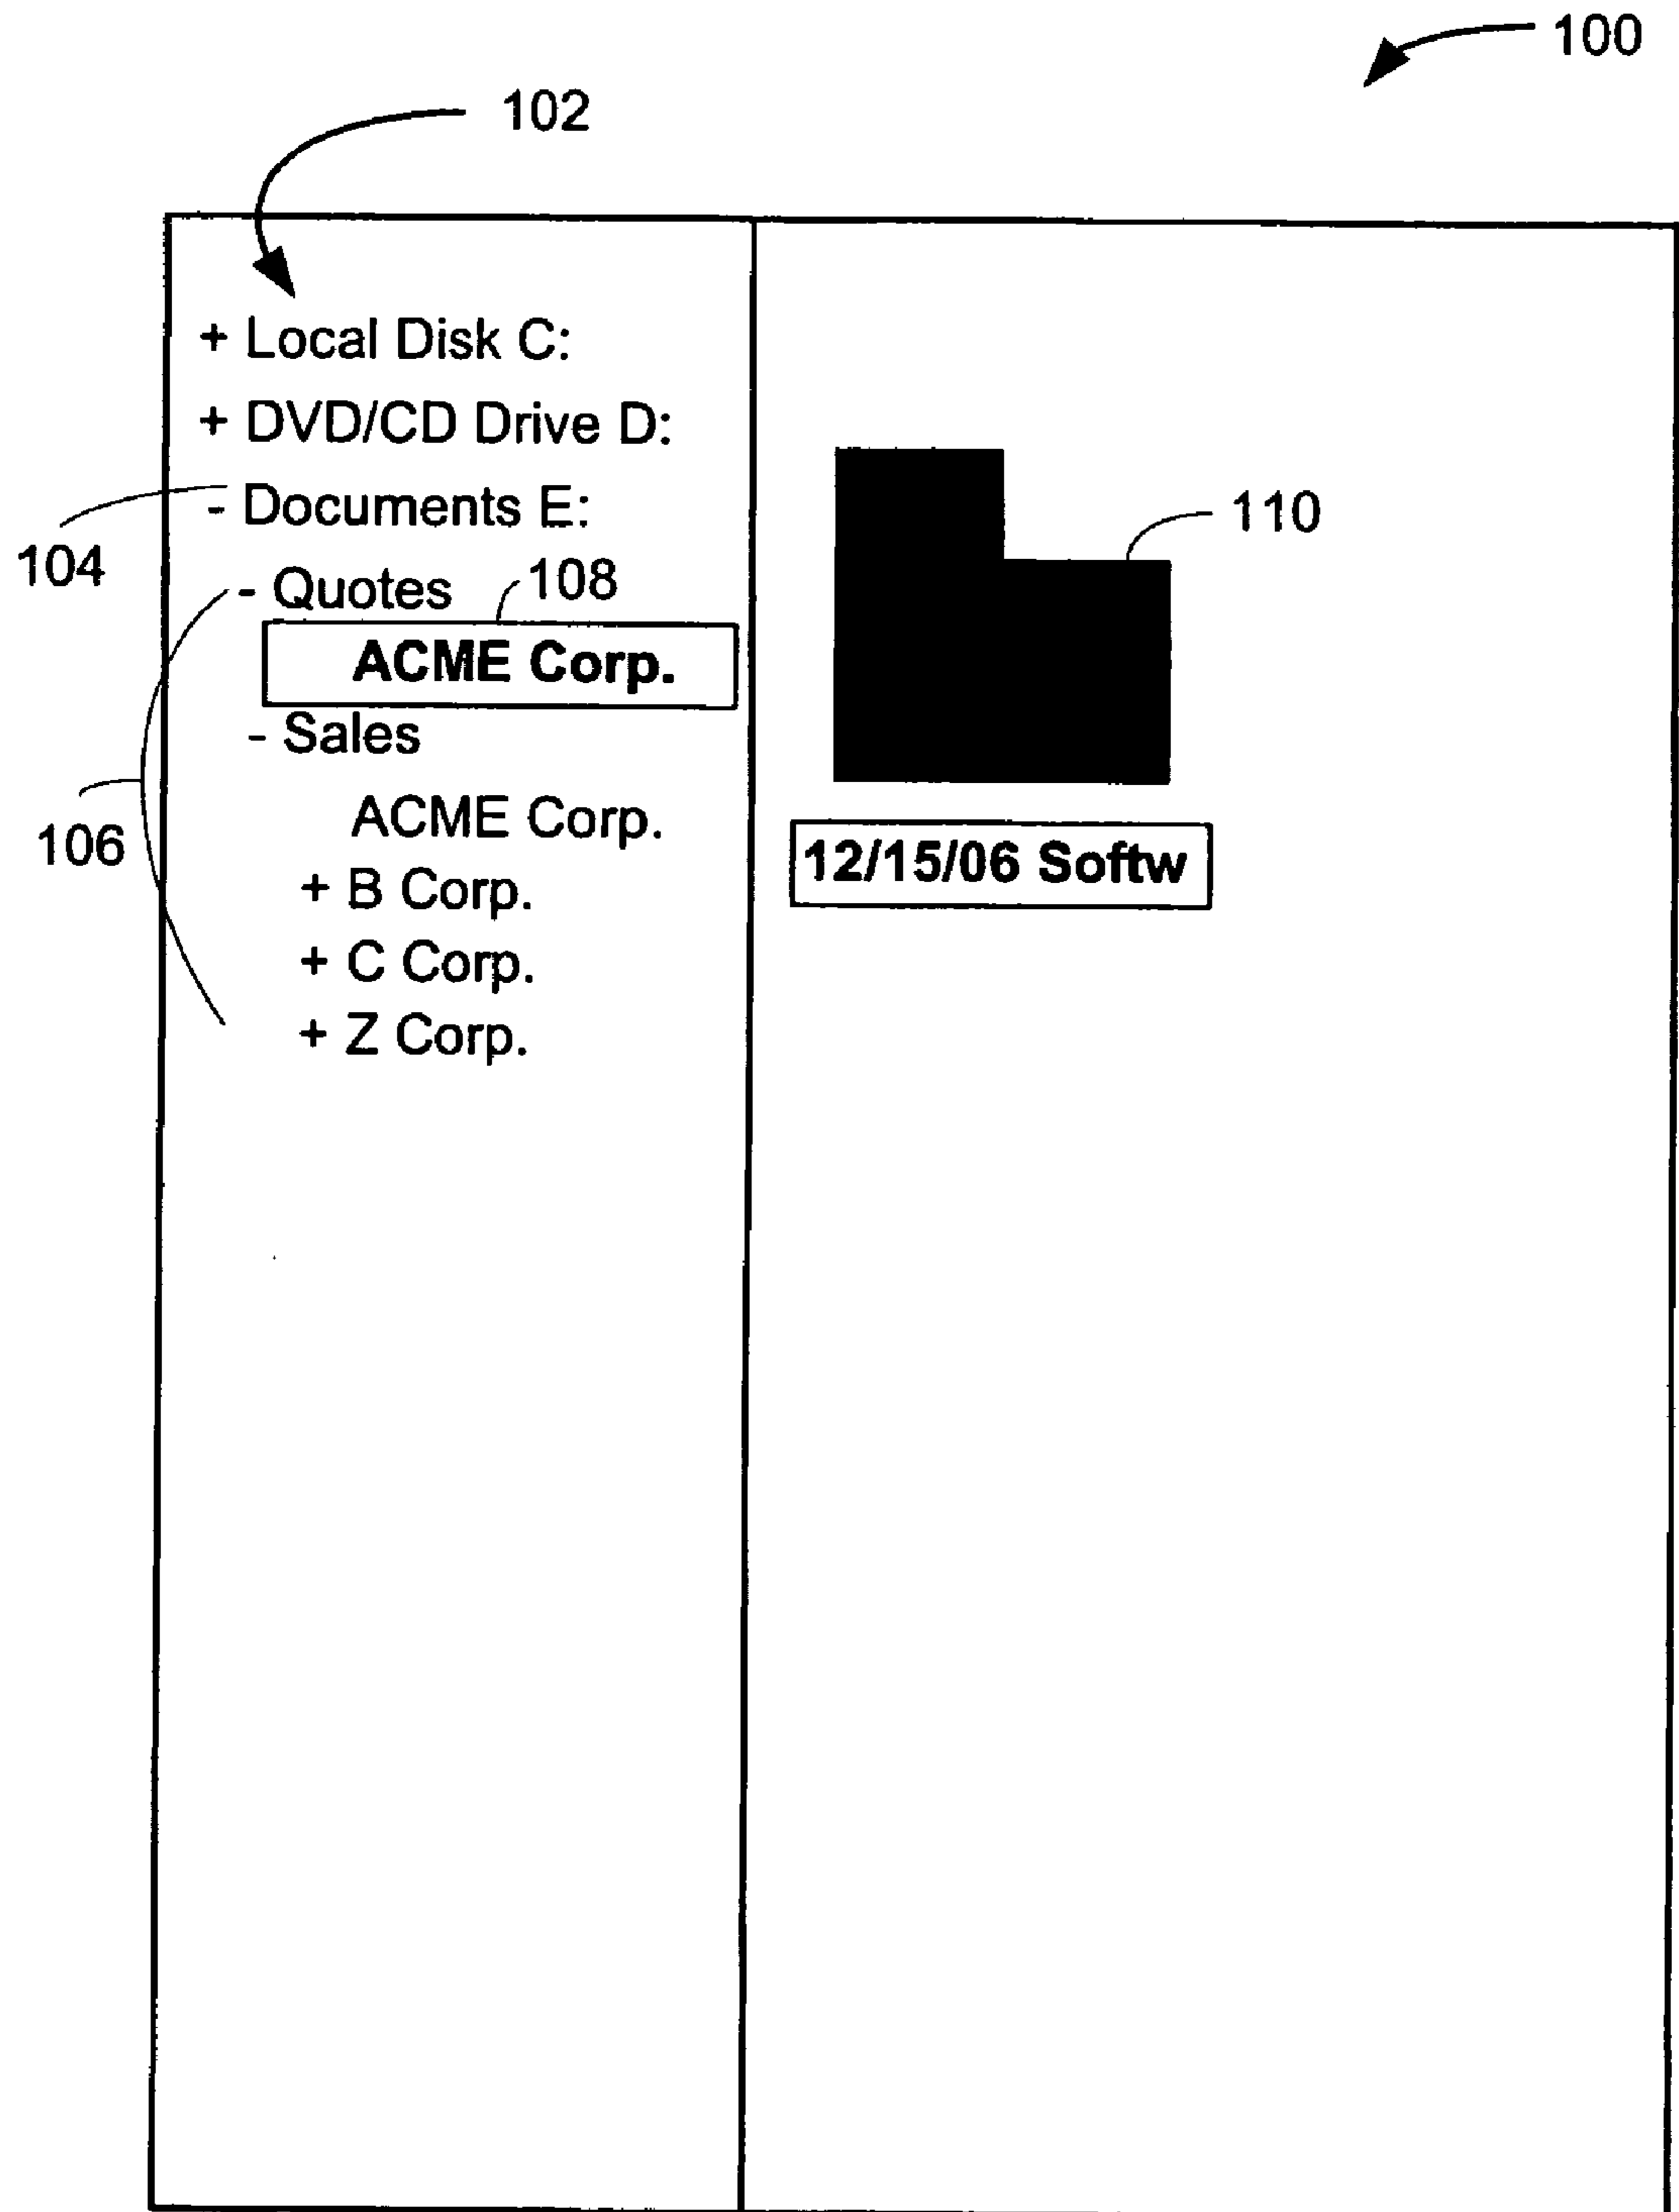 100
102
+ Local Disk C:
+ DVD/CD Drive D:
- Documents E:
104
110
- Quotes
108
ACME Corp.
- Sales
106
ACME Corp.
12/15/06 Softw
+ B Corp.
+ C Corp.
+ Z Corp.